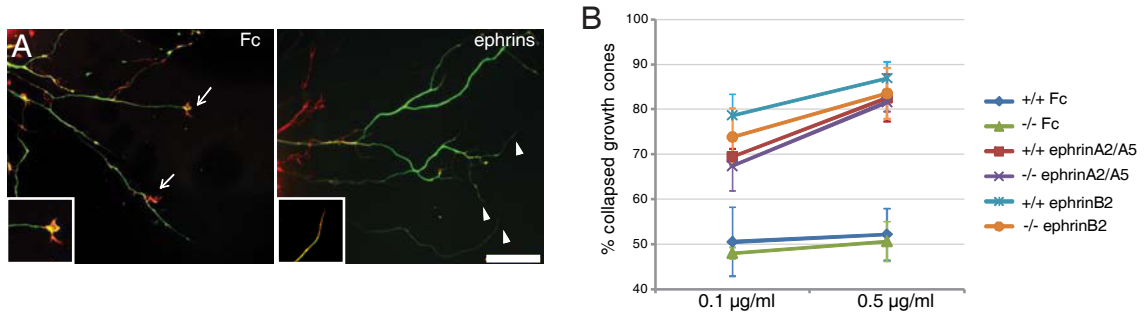 A
Fc
ephrins
B
% collapsed growth cones
100
90
80
70
60
50
40
0.1 µg/ml
0.5 µg/ml
+/+ Fc
-/- Fc
+/+ ephrinA2/A5
-/- ephrinA2/A5
+/+ ephrinB2
-/- ephrinB2